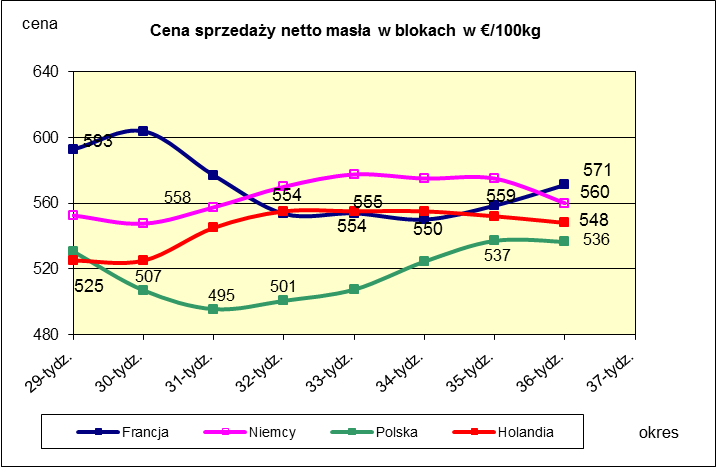 cena
Cena sprzedaży netto masła w blokach w €/100kg
640
600
560
520
480
593
571
558
554
555
559
560
554
550
548
536
537
525
507
495
501
29-tydz.
30-tydz.
31-tydz.
32-tydz.
33-tydz.
34-tydz.
35-tydz.
36-tydz.
37-tydz.
Francja
Niemcy
Polska
Holandia
okres